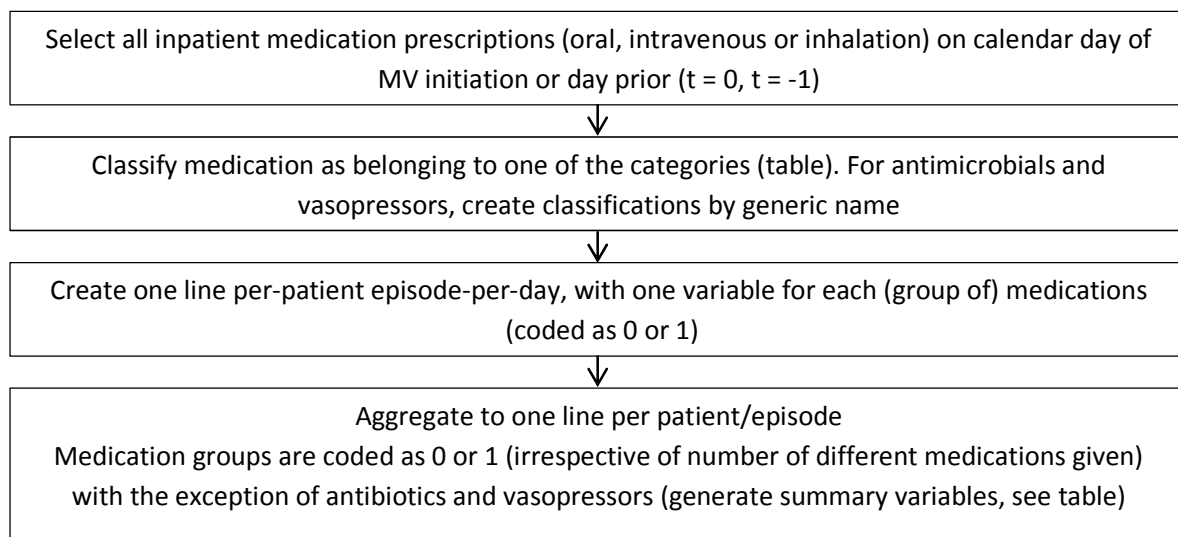 Select all inpatient medication prescriptions (oral, intravenous or inhalation) on calendar day of
MV initiation or day prior (t = 0, t = -1)
Classify medication as belonging to one of the categories (table). For antimicrobials and
vasopressors, create classifications by generic name
Create one line per-patient episode-per-day, with one variable for each (group of) medications
(coded as 0 or 1)
Aggregate to one line per patient/episode
Medication groups are coded as 0 or 1 (irrespective of number of different medications given)
with the exception of antibiotics and vasopressors (generate summary variables, see table)